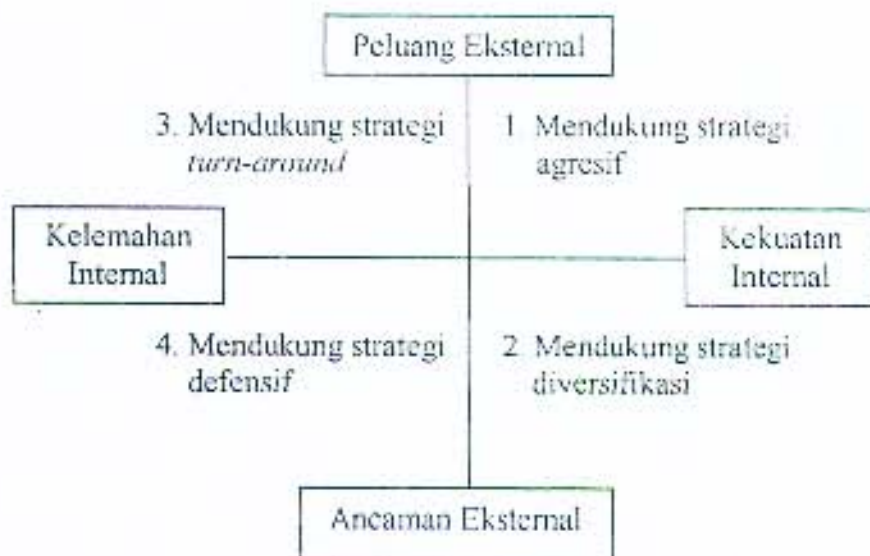 Peluang Eksternal
3. Mendukung strategi
turn-around
1. Mendukung strategi
agresif
Kelemahan
Internal
Kekuatan
Internal
4. Mendukung strategi
defensif
2. Mendukung strategi
diversifikasi
Ancaman Eksternal